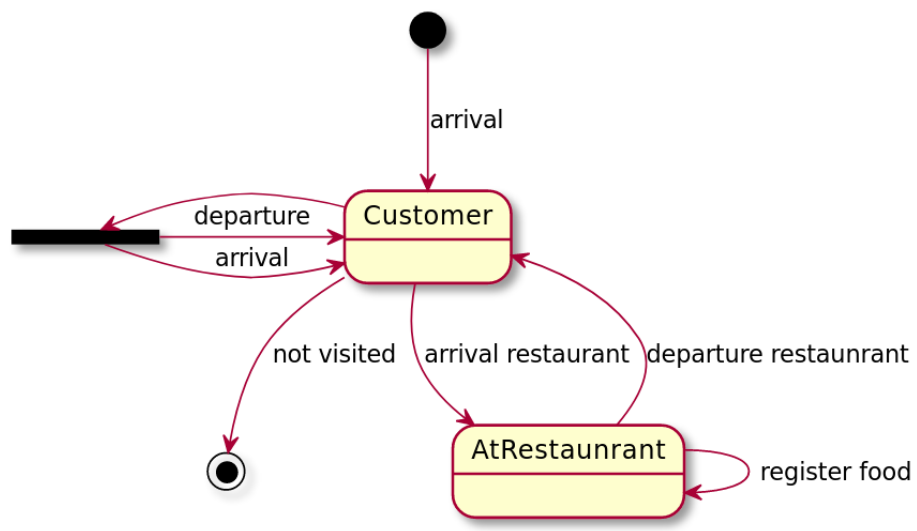 arrival
Customer
departure
arrival
not visited
arrival restaurant
departure restaunrant
AtRestaunrant
register food